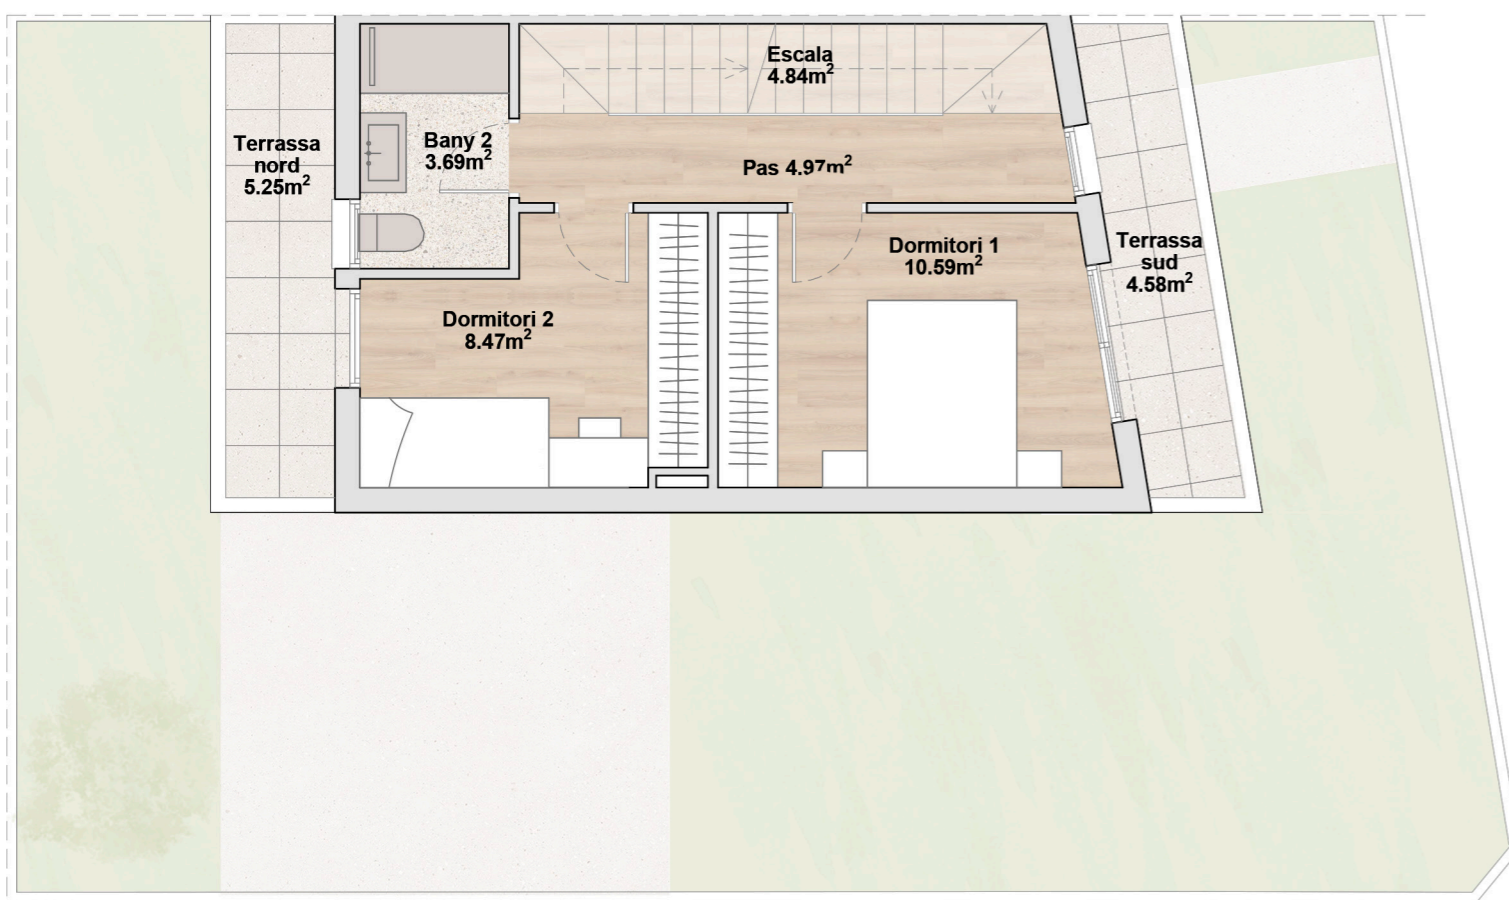 Escala
4.84m²
Terrassa
nord
5.25m²
Bany 2
3.69m²
Pas 4.97m²
Dormitori 1
10.59m²
Terrassa
sud
4.58m²
Dormitori 2
8.47m²